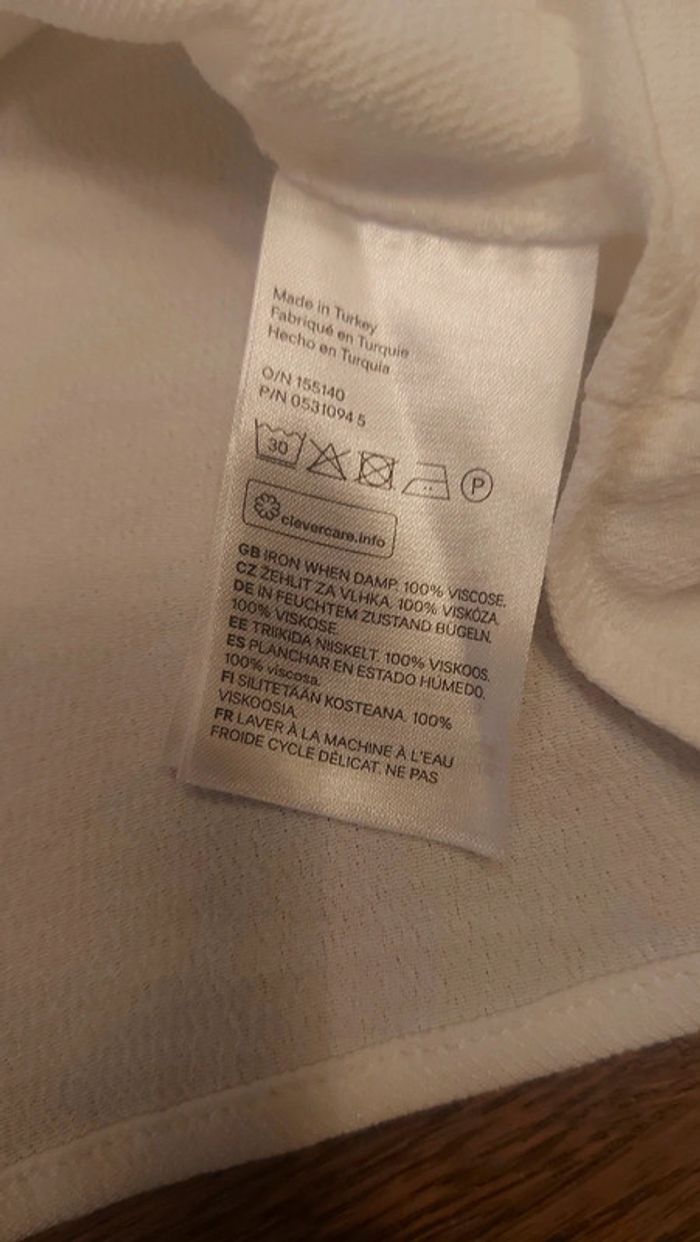 Made in Turkey
Fabriqué en Turquie
Hecho en Turquia
O/N 155140
P/N 0531094 5
30
P
clevercare.info
GB IRON WHEN DAMP. 100% VISCOSE.
CZ ŽEHLIT ZA VLHKA. 100% VISKÓZA.
DE IN FEUCHTEM ZUSTAND BÜGELN.
100% VISKOSE.
EE TRIIKIDA NIISKELT. 100% VISKOOS.
ES PLANCHAR EN ESTADO HÚMEDO.
100% viscosa.
FI SILITETÄÄN KOSTEANA. 100%
VISKOOSIA.
FR LAVER À LA MACHINE À L'EAU
FROIDE CYCLE DÉLICAT. NE PAS